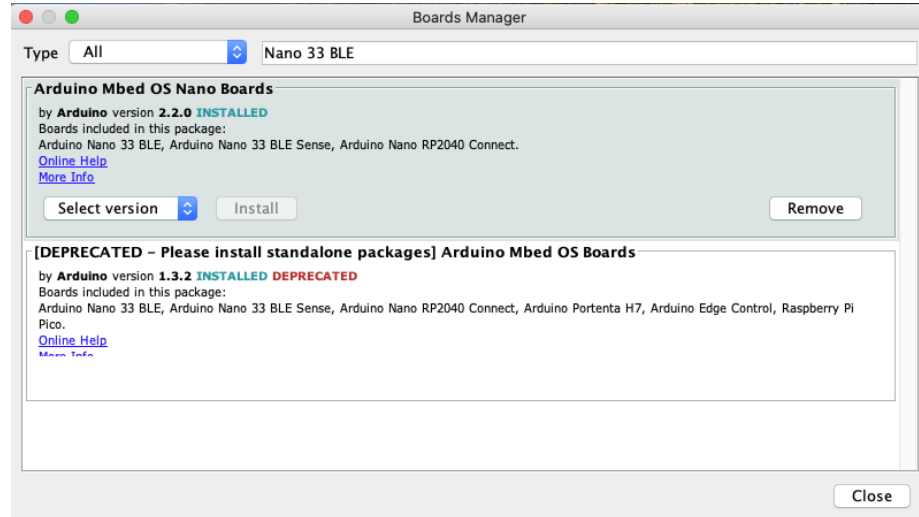 Boards Manager
Type All Nano 33 BLE
Arduino Mbed OS Nano Boards
by Arduino version 2.2.0 INSTALLED
Boards included in this package:
Arduino Nano 33 BLE, Arduino Nano 33 BLE Sense, Arduino Nano RP2040 Connect.
Online Help
More Info
Select version Install Remove
[DEPRECATED – Please install standalone packages] Arduino Mbed OS Boards
by Arduino version 1.3.2 INSTALLED DEPRECATED
Boards included in this package:
Arduino Nano 33 BLE, Arduino Nano 33 BLE Sense, Arduino Nano RP2040 Connect, Arduino Portenta H7, Arduino Edge Control, Raspberry Pi
Pico.
Online Help
More Info
Close